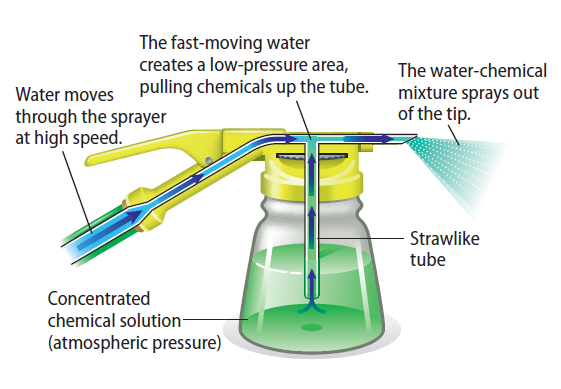 The fast-moving water
creates a low-pressure area,
pulling chemicals up the tube.
Water moves
through the sprayer
at high speed.
The water-chemical
mixture sprays out
of the tip.
Strawlike
tube
Concentrated
chemical solution
(atmospheric pressure)